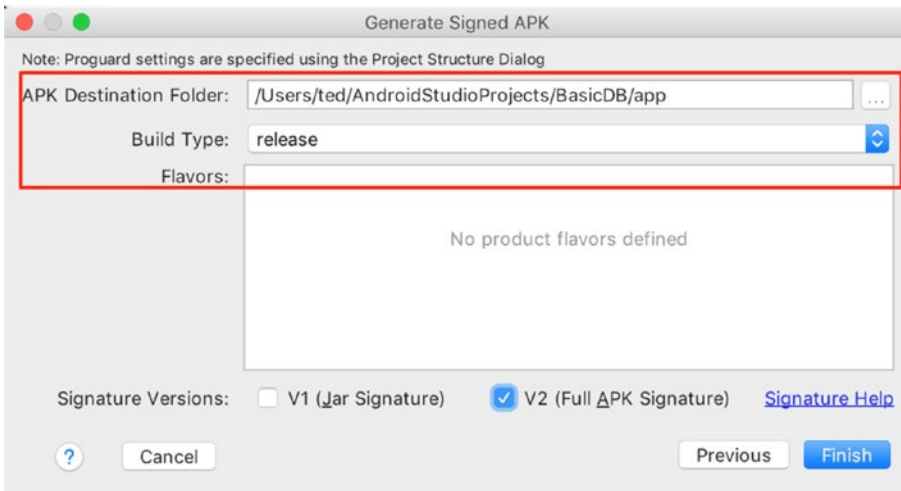 Generate Signed APK
Note: Proguard settings are specified using the Project Structure Dialog
APK Destination Folder: /Users/ted/AndroidStudioProjects/BasicDB/app ...
Build Type: release
Flavors:
No product flavors defined
Signature Versions: V1 (Jar Signature) V2 (Full APK Signature) Signature Help
? Cancel Previous Finish